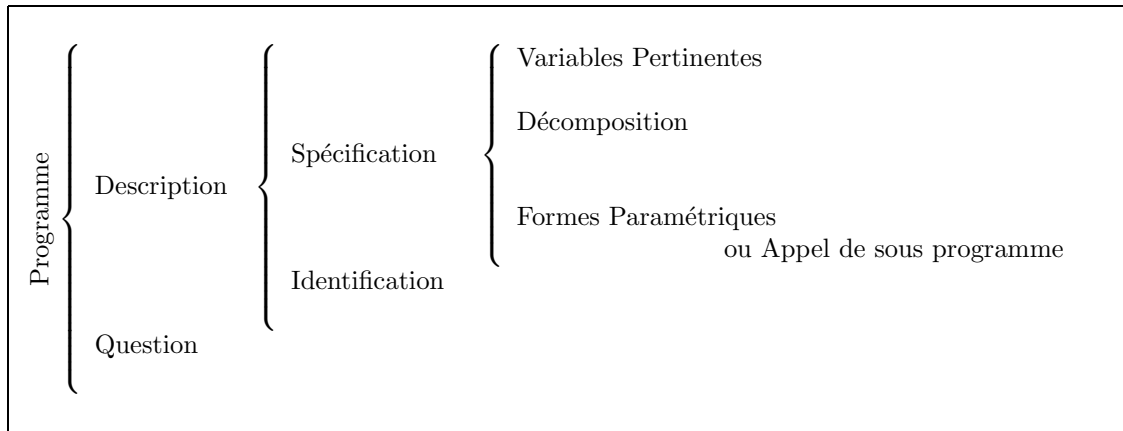 Programme
Description
Spécification
Variables Pertinentes
Décomposition
Formes Paramétriques
ou Appel de sous programme
Identification
Question